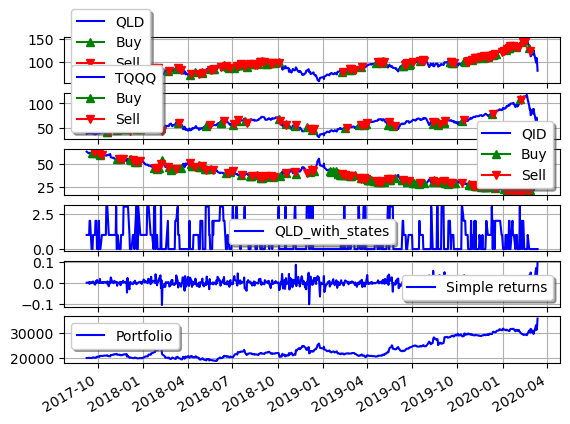 QLD
Buy
Sell
150
100
TQQQ
Buy
Sell
100
50
QID
Buy
Sell
50
25
QLD_with_states
2.5
0.0
Simple returns
0.1
0.0
−0.1
Portfolio
30000
20000
2017-10
2018-01
2018-04
2018-07
2018-10
2019-01
2019-04
2019-07
2019-10
2020-01
2020-04